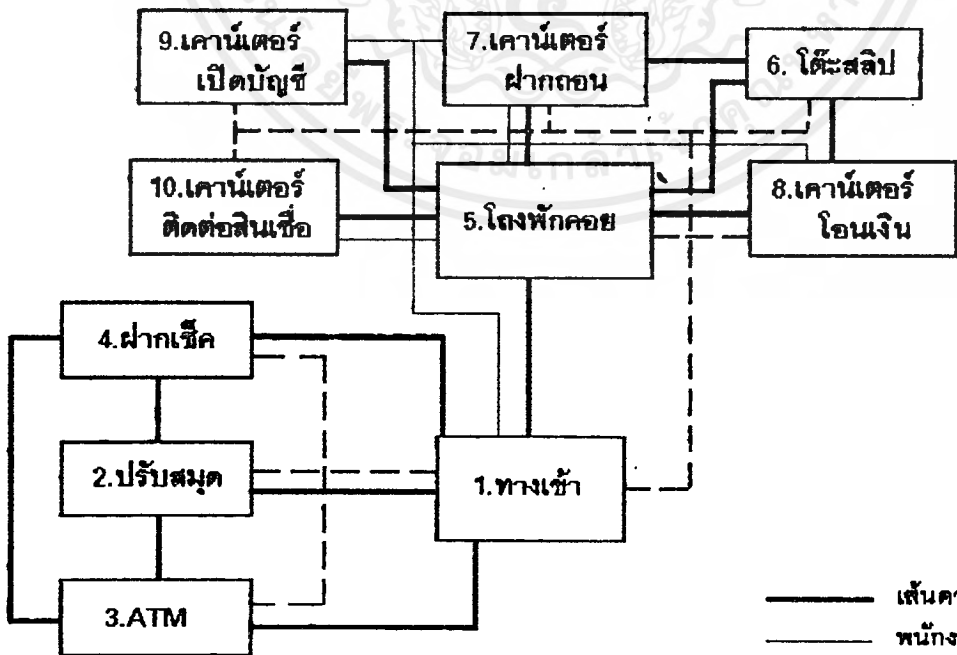 9.เคาน์เตอร์
เปิดบัญชี
7.เคาน์เตอร์
ฝากถอน
6. โต๊ะสลิป
10.เคาน์เตอร์
ติดต่อสินเชื่อ
5.โถงพักคอย
8.เคาน์เตอร์
โอนเงิน
4.ฝากเช็ค
2.ปรับสมุด
1.ทางเข้า
3.ATM